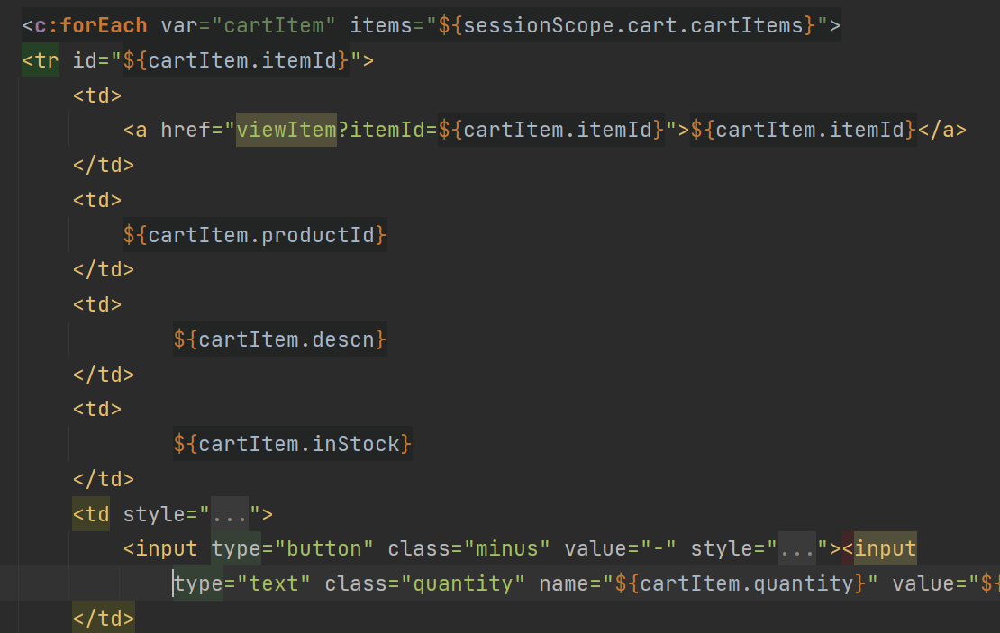 <c:forEach var="cartItem" items="${sessionScope.cart.cartItems}">
<tr id="${cartItem.itemId}">
<td>
<a href="viewItem?itemId=${cartItem.itemId}">${cartItem.itemId}</a>
</td>
<td>
${cartItem.productId}
</td>
<td>
${cartItem.descn}
</td>
<td>
${cartItem.inStock}
</td>
<td style="...">
<input type="button" class="minus" value="-" style="..."><input
type="text" class="quantity" name="${cartItem.quantity}" value="${
</td>